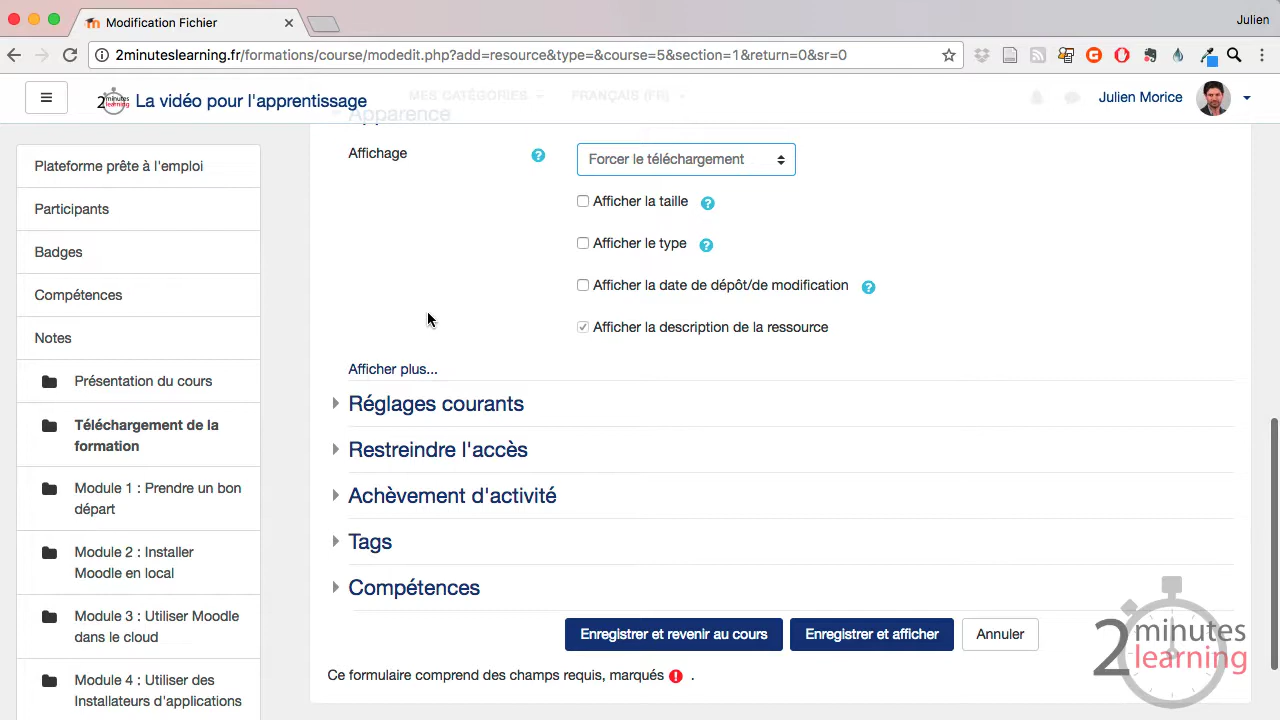 Modification Fichier
Julien
2minuteslearning.fr/formations/course/modedit.php?add=resource&type=&course=5&section=1&return=0&sr=0
2 minutes learning
La vidéo pour l'apprentissage
MES CATÉGORIES
FRANÇAIS (FR)
Julien Morice
Apparence
Plateforme prête à l'emploi
Participants
Badges
Compétences
Notes
Présentation du cours
Téléchargement de la
formation
Module 1 : Prendre un bon
départ
Module 2 : Installer
Moodle en local
Module 3 : Utiliser Moodle
dans le cloud
Module 4 : Utiliser des
Installateurs d'applications
Affichage
Forcer le téléchargement
Afficher la taille
Afficher le type
Afficher la date de dépôt/de modification
Afficher la description de la ressource
Afficher plus...
Réglages courants
Restreindre l'accès
Achèvement d'activité
Tags
Compétences
Enregistrer et revenir au cours
Enregistrer et afficher
Annuler
Ce formulaire comprend des champs requis, marqués .
2 minutes
learning